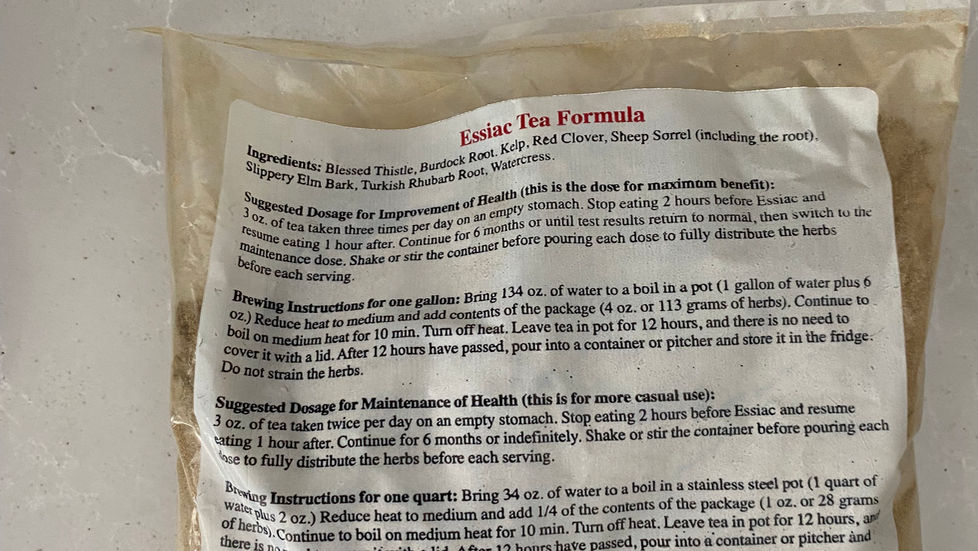 Essiac Tea Formula
Ingredients: Blessed Thistle, Burdock Root, Kelp, Red Clover, Sheep Sorrel (including the root),
Slippery Elm Bark, Turkish Rhubarb Root, Watercress.
Suggested Dosage for Improvement of Health (this is the dose for maximum benefit):
3 oz. of tea taken three times per day on an empty stomach. Stop eating 2 hours before Essiac and
resume eating 1 hour after. Continue for 6 months or until test results return to normal, then switch to the
maintenance dose. Shake or stir the container before pouring each dose to fully distribute the herbs
before each serving.
Brewing Instructions for one gallon: Bring 134 oz. of water to a boil in a pot (1 gallon of water plus 6
oz.) Reduce heat to medium and add contents of the package (4 oz. or 113 grams of herbs). Continue to
boil on medium heat for 10 min. Turn off heat. Leave tea in pot for 12 hours, and there is no need to
cover it with a lid. After 12 hours have passed, pour into a container or pitcher and store it in the fridge.
Do not strain the herbs.
Suggested Dosage for Maintenance of Health (this is for more casual use):
3 oz. of tea taken twice per day on an empty stomach. Stop eating 2 hours before Essiac and resume
eating 1 hour after. Continue for 6 months or indefinitely. Shake or stir the container before pouring each
dose to fully distribute the herbs before each serving.
Brewing Instructions for one quart: Bring 34 oz. of water to a boil in a stainless steel pot (1 quart of
water plus 2 oz.) Reduce heat to medium and add 1/4 of the contents of the package (1 oz. or 28 grams
of herbs). Continue to boil on medium heat for 10 min. Turn off heat. Leave tea in pot for 12 hours, and
there is lid. After 12 hours have passed, pour into a container or pitcher and